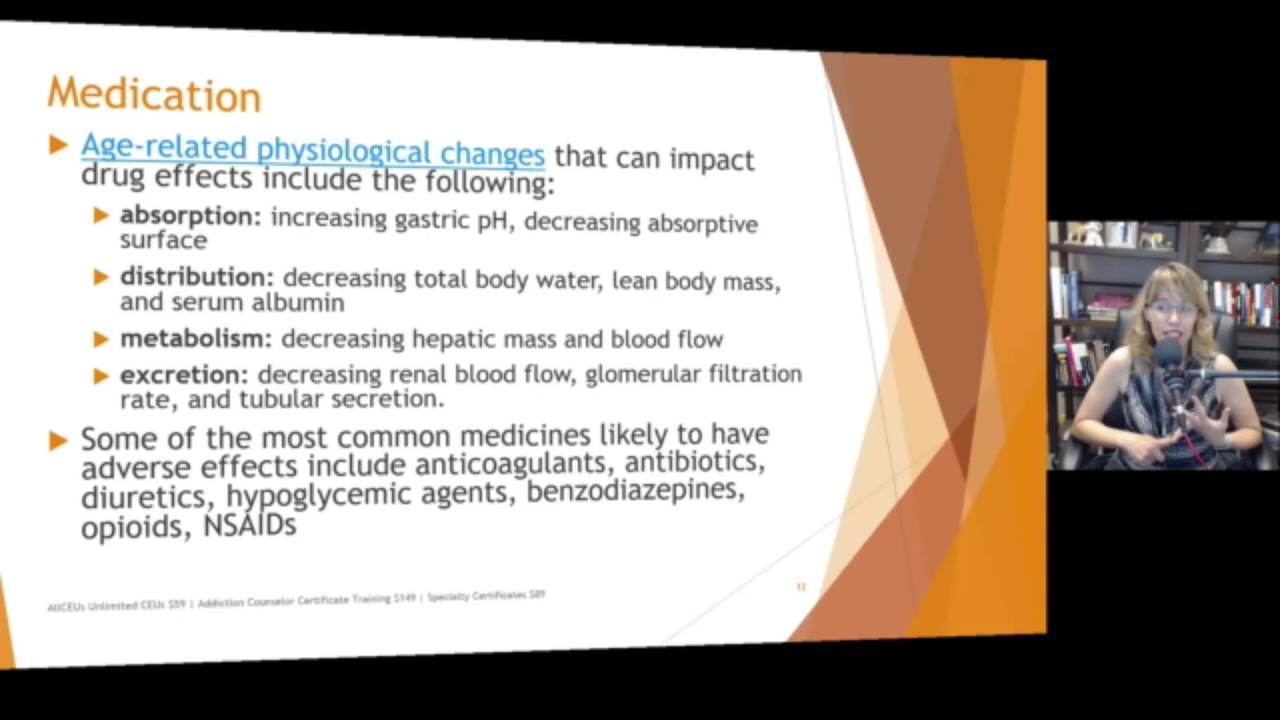 Medication
Age-related physiological changes that can impact
drug effects include the following:
absorption: increasing gastric pH, decreasing absorptive
surface
distribution: decreasing total body water, lean body mass,
and serum albumin
metabolism: decreasing hepatic mass and blood flow
excretion: decreasing renal blood flow, glomerular filtration
rate, and tubular secretion.
Some of the most common medicines likely to have
adverse effects include anticoagulants, antibiotics,
diuretics, hypoglycemic agents, benzodiazepines,
opioids, NSAIDs
AllCEUs Unlimited CEUs $59 | Addiction Counselor Certificate Training $149 | Specialty Certificates $89
12